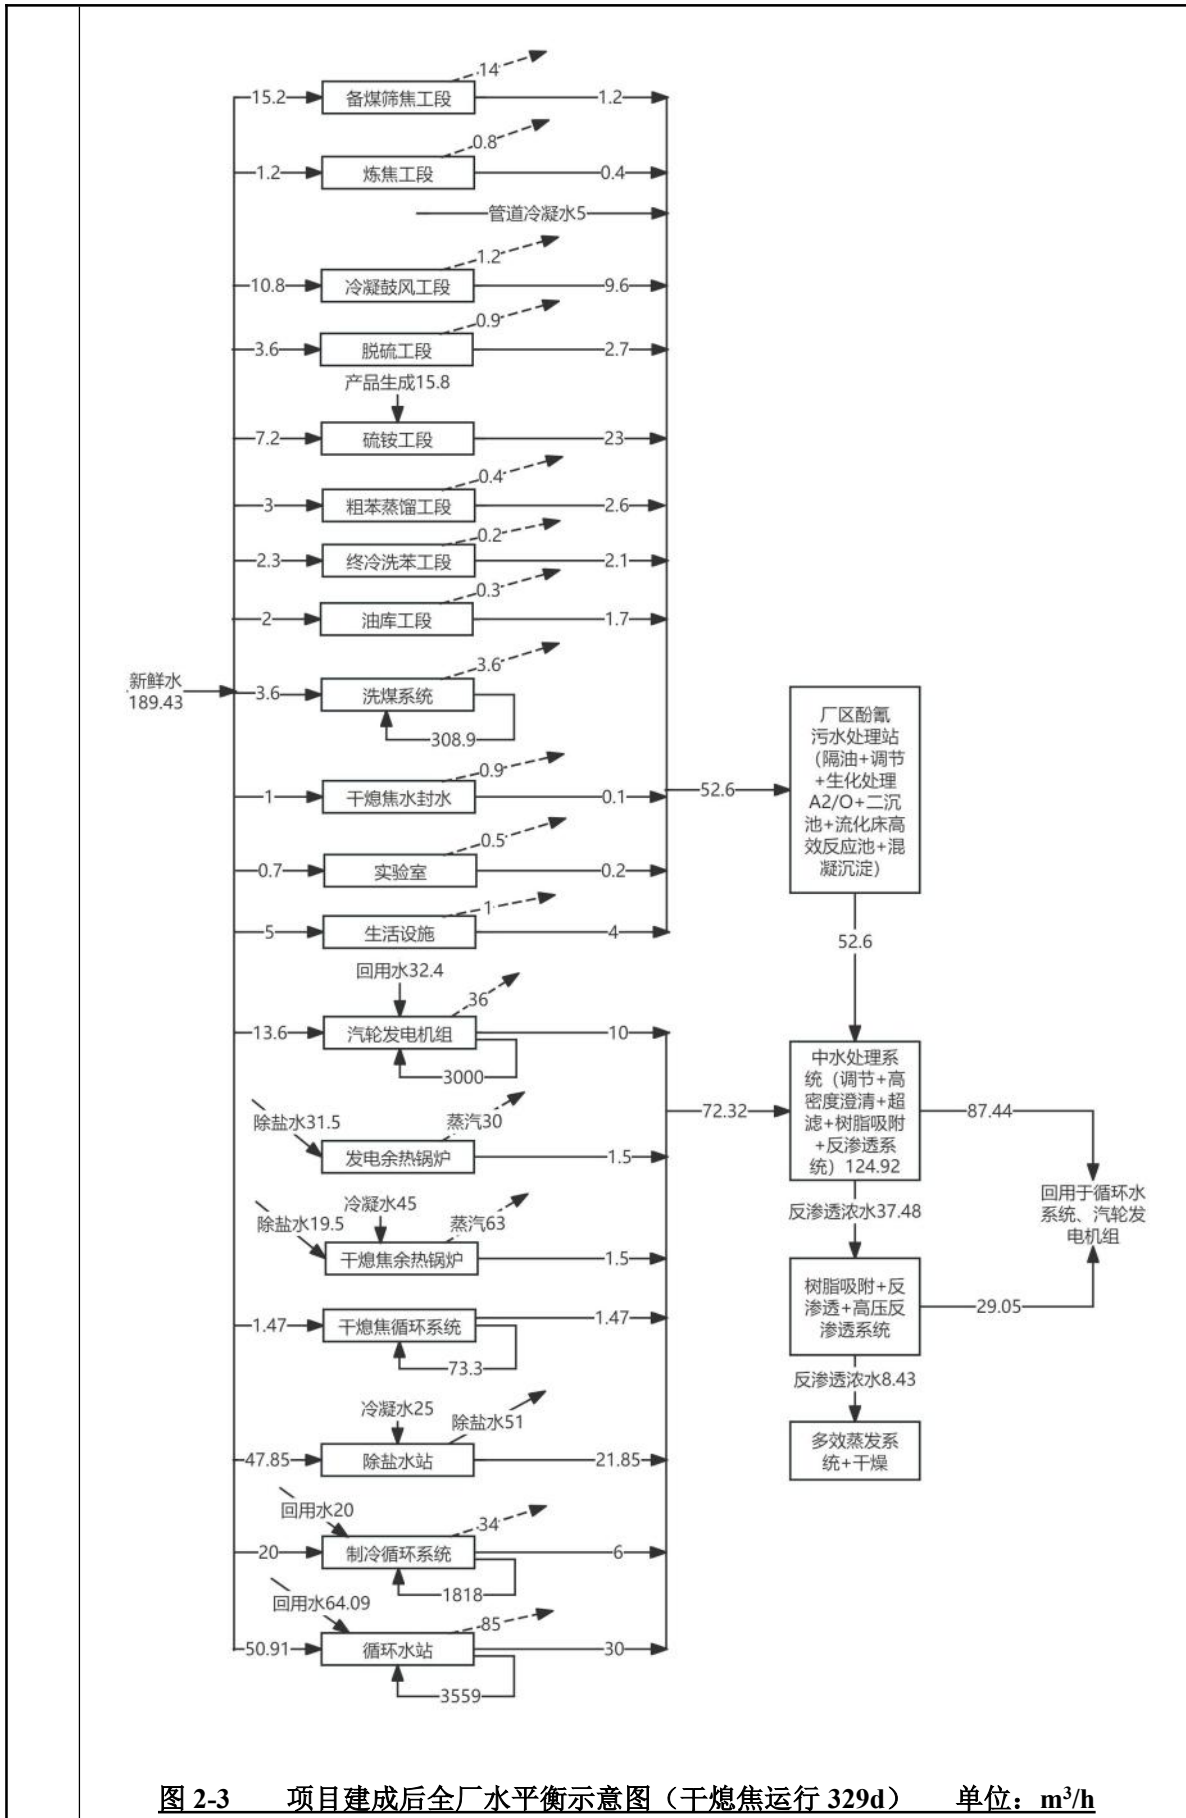 14
15.2
备煤筛焦工段
1.2
0.8
1.2
炼焦工段
0.4
管道冷凝水5
1.2
10.8
冷凝鼓风工段
9.6
0.9
3.6
脱硫工段
2.7
产品生成15.8
7.2
硫铵工段
23
0.4
3
粗苯蒸馏工段
2.6
0.2
2.3
终冷洗苯工段
2.1
0.3
2
油库工段
1.7
新鲜水
189.43
3.6
3.6
洗煤系统
308.9
0.9
1
干熄焦水封水
0.1
52.6
厂区酚氰
污水处理站
（隔油+调节
+生化处理
A2/O+二沉
池+流化床高
效反应池+混
凝沉淀）
0.5
0.7
实验室
0.2
1
5
生活设施
4
52.6
回用水32.4
36
13.6
汽轮发电机组
10
3000
72.32
中水处理系
统（调节+高
密度澄清+超
滤+树脂吸附
+反渗透系
统）124.92
87.44
除盐水31.5
蒸汽30
发电余热锅炉
1.5
冷凝水45
除盐水19.5
蒸汽63
干熄焦余热锅炉
1.5
反渗透浓水37.48
回用于循环水
系统、汽轮发
电机组
1.47
干熄焦循环系统
1.47
73.3
树脂吸附+反
渗透+高压反
渗透系统
29.05
反渗透浓水8.43
冷凝水25
除盐水51
47.85
除盐水站
21.85
多效蒸发系
统+干燥
回用水20
34
20
制冷循环系统
6
1818
回用水64.09
85
50.91
循环水站
30
3559
图 2-3 项目建成后全厂水平衡示意图（干熄焦运行 329d） 单位：m³/h